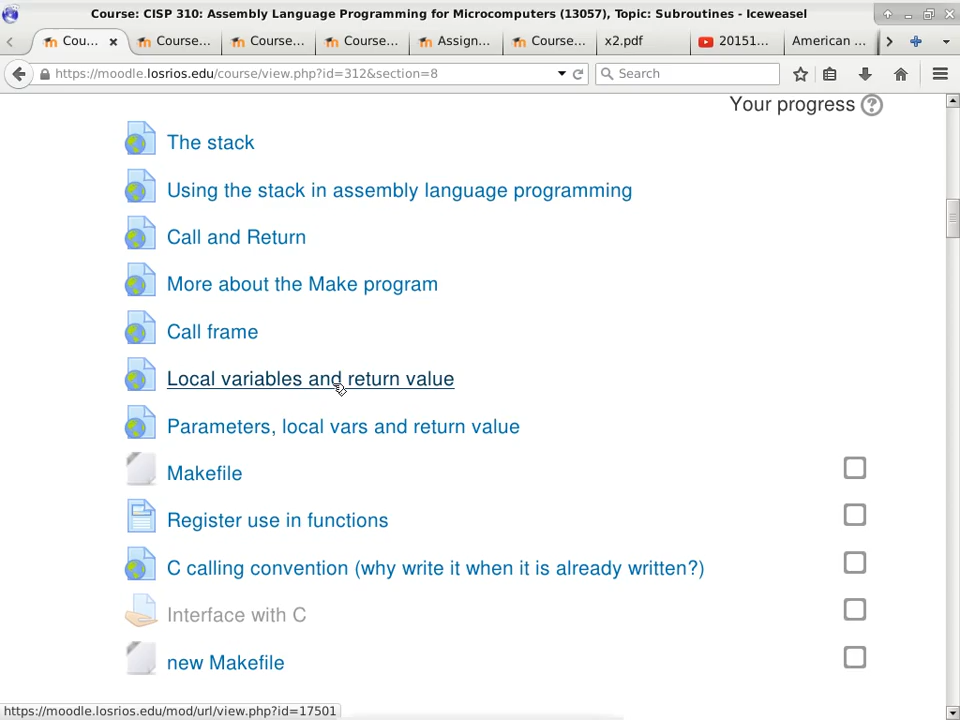 Course: CISP 310: Assembly Language Programming for Microcomputers (13057), Topic: Subroutines - Iceweasel
Cou...
Course...
Course...
Course...
Assign...
Course...
x2.pdf
20151...
American ...
https://moodle.losrios.edu/course/view.php?id=312&section=8
Search
Your progress
The stack
Using the stack in assembly language programming
Call and Return
More about the Make program
Call frame
Local variables and return value
Parameters, local vars and return value
Makefile
Register use in functions
C calling convention (why write it when it is already written?)
Interface with C
new Makefile
https://moodle.losrios.edu/mod/url/view.php?id=17501